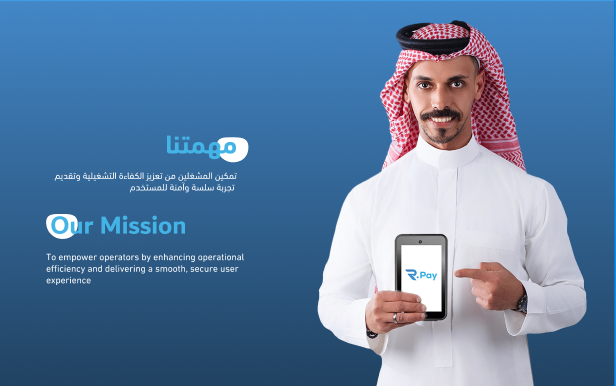 مهمتنا
تمكين المشغلين من تعزيز الكفاءة التشغيلية وتقديم
تجربة سلسة وآمنة للمستخدم
Our Mission
To empower operators by enhancing operational
efficiency and delivering a smooth, secure user
experience
R.Pay